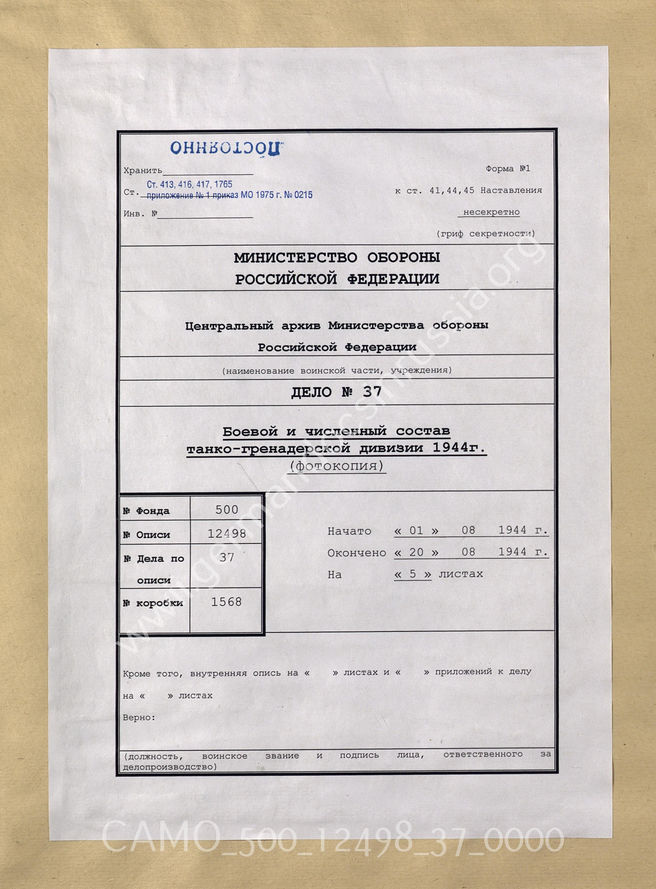 Постоянно
Хранить
Форма №1
Ст. 413, 416, 417, 1765
Ст. приложение № 1 приказ МО 1975 г. № 0215
к ст. 41,44,45 Наставления
Инв. №
несекретно
(гриф секретности)
МИНИСТЕРСТВО ОБОРОНЫ
РОССИЙСКОЙ ФЕДЕРАЦИИ
Центральный архив Министерства обороны
Российской Федерации
(наименование воинской части, учреждения)
ДЕЛО № 37
Боевой и численный состав
танко-гренадерской дивизии 1944г.
(фотокопия)
№ Фонда 500
№ Описи 12498
№ Дела по описи 37
№ коробки 1568
Начато « 01 » 08 1944 г.
Окончено « 20 » 08 1944 г.
На « 5 » листах
Кроме того, внутренняя опись на « » листах и « » приложений к делу
на « » листах
Верно:
(должность, воинское звание и подпись лица, ответственного за
делопроизводство)
www.germandocsinrussia.org
CAMO_500_12498_37_0000